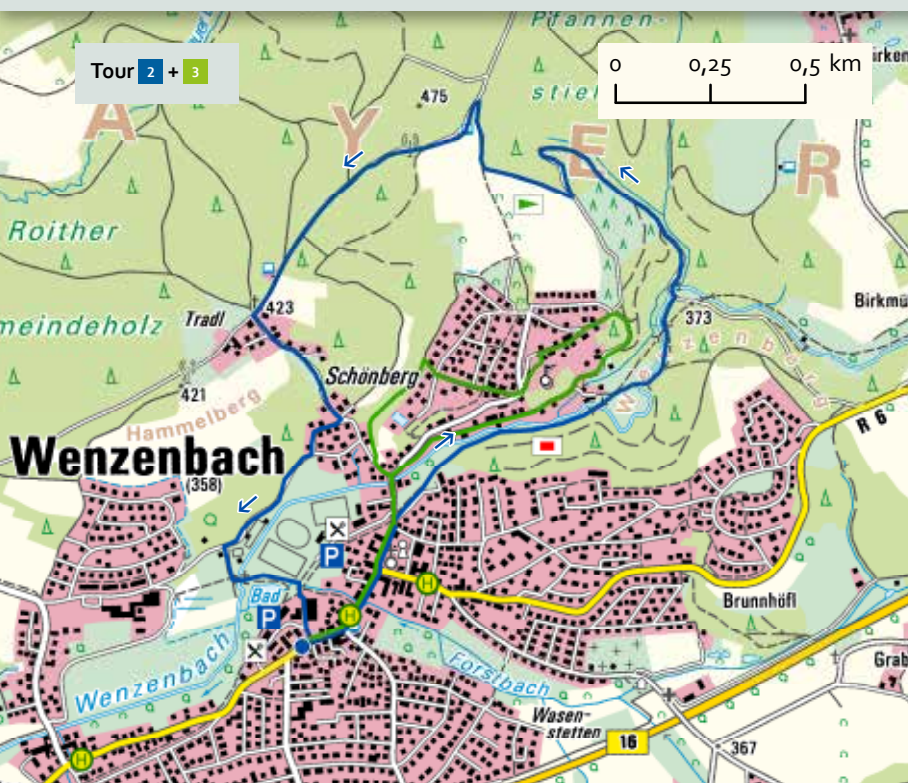 Pfannen-
stiel
Tour 2 + 3
0 0,25 0,5 km
475
A Y E R
Roither
meindeholz
Tradl
423
421
Hammelberg
Schönberg
373
Wenzenberg
Birkmü
R 6
Wenzenbach
(358)
P
H
H
Bad
P
Brunnhöfl
Wenzenbach
Forstbach
Grab
Wasen-
stetten
16
367
H